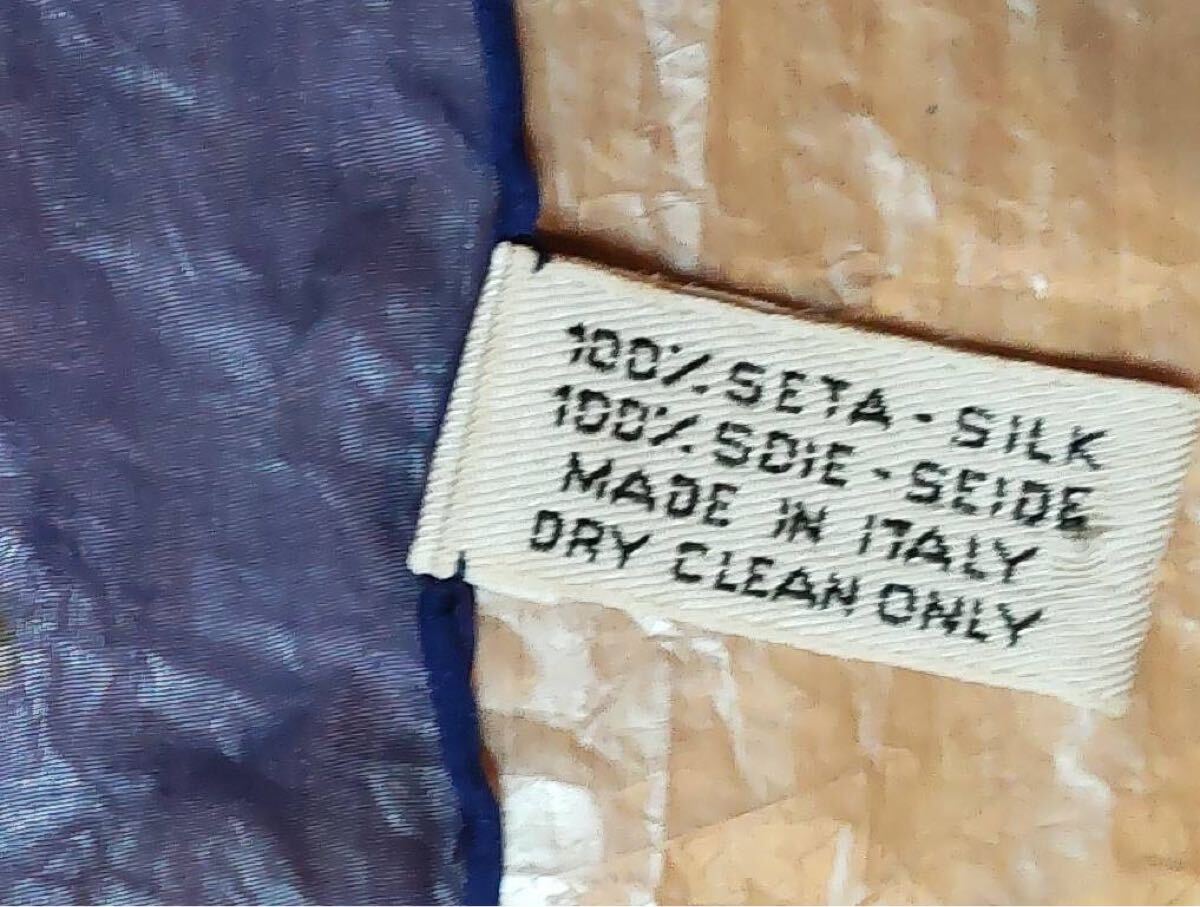 100% SETA - SILK
100% SOIE - SEIDE
MADE IN ITALY
DRY CLEAN ONLY